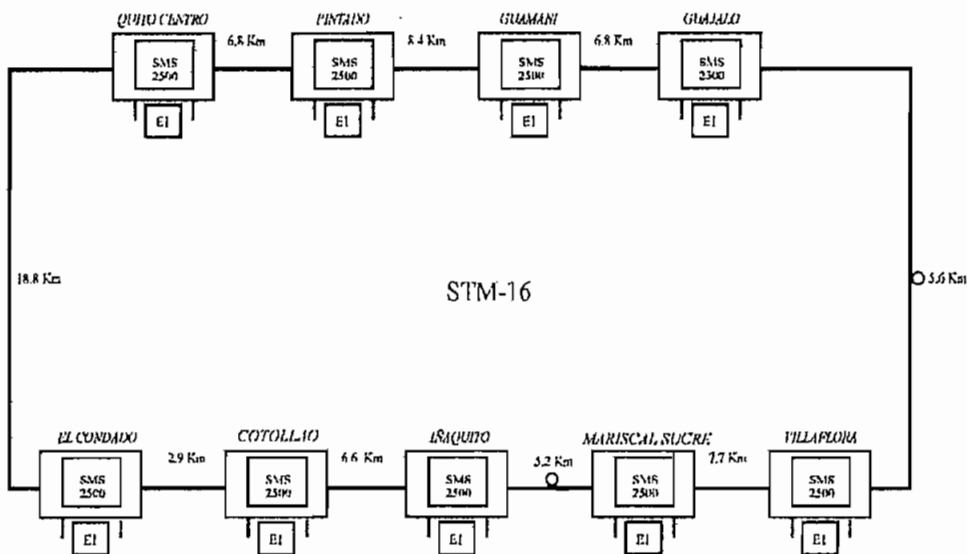 QUITO CENTRO
PINTADO
GUAMANI
GUAJALO
6.8 Km
8.4 Km
6.8 Km
SMS
2500
SMS
2500
SMS
2500
SMS
2500
E1
E1
E1
E1
18.8 Km
STM-16
5.6 Km
EL CONDADO
COTOLLAO
IÑAQUITO
MARISCAL SUCRE
VILLAFLORA
2.9 Km
6.6 Km
5.2 Km
7.7 Km
SMS
2500
SMS
2500
SMS
2500
SMS
2500
SMS
2500
E1
E1
E1
E1
E1